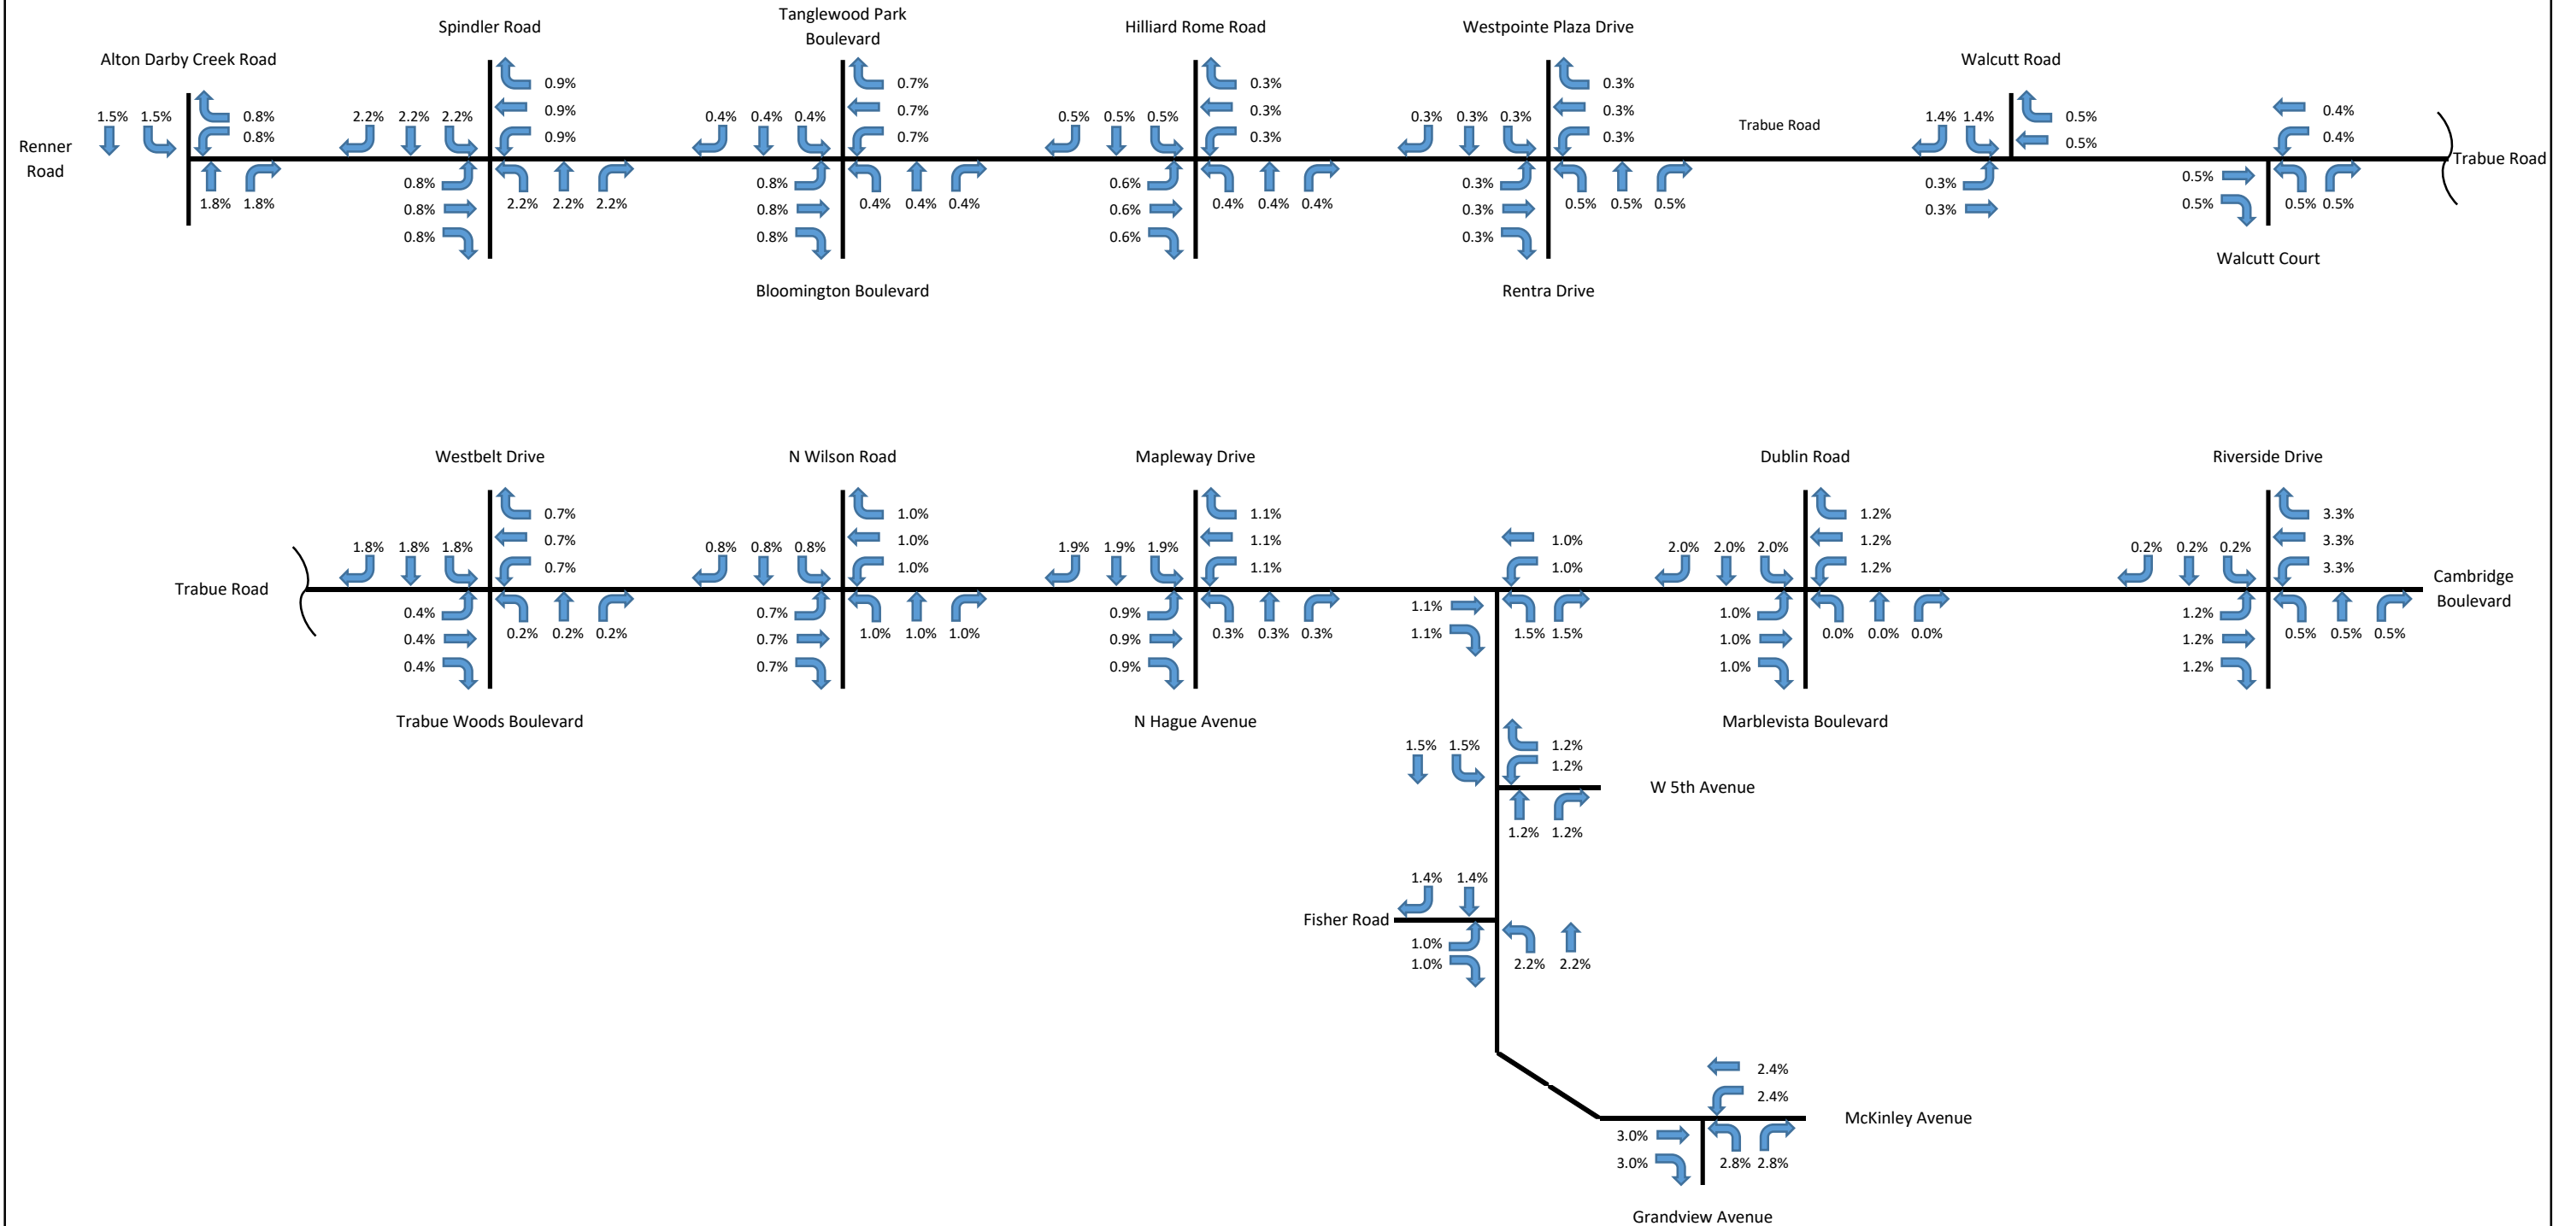 Tanglewood Park
Boulevard
Spindler Road
Hilliard Rome Road
Westpointe Plaza Drive
Alton Darby Creek Road
Walcutt Road
0.9%
0.7%
0.3%
0.3%
1.5% 1.5%
0.8%
2.2% 2.2% 2.2%
0.9%
0.4% 0.4% 0.4%
0.7%
0.5% 0.5% 0.5%
0.3%
0.3% 0.3% 0.3%
0.3%
Trabue Road
1.4% 1.4%
0.5%
0.4%
0.8%
0.9%
0.7%
0.3%
0.3%
0.5%
0.4%
Renner
Road
Trabue Road
1.8% 1.8%
0.8%
2.2% 2.2% 2.2%
0.8%
0.4% 0.4% 0.4%
0.6%
0.4% 0.4% 0.4%
0.3%
0.5% 0.5% 0.5%
0.3%
0.5%
0.8%
0.8%
0.6%
0.3%
0.3%
0.5%
0.5% 0.5%
0.8%
0.8%
0.6%
0.3%
Walcutt Court
Bloomington Boulevard
Rentra Drive
Westbelt Drive
N Wilson Road
Mapleway Drive
Dublin Road
Riverside Drive
0.7%
1.0%
1.1%
1.2%
3.3%
1.8% 1.8% 1.8%
0.7%
0.8% 0.8% 0.8%
1.0%
1.9% 1.9% 1.9%
1.1%
1.0%
2.0% 2.0% 2.0%
1.2%
0.2% 0.2% 0.2%
3.3%
0.7%
1.0%
1.1%
1.0%
1.2%
3.3%
Trabue Road
Cambridge
Boulevard
0.4%
0.7%
0.9%
1.1%
1.0%
1.2%
0.4%
0.2% 0.2% 0.2%
0.7%
1.0% 1.0% 1.0%
0.9%
0.3% 0.3% 0.3%
1.1%
1.5% 1.5%
1.0%
0.0% 0.0% 0.0%
1.2%
0.5% 0.5% 0.5%
0.4%
0.7%
0.9%
1.0%
1.2%
Trabue Woods Boulevard
N Hague Avenue
Marblevista Boulevard
1.5% 1.5%
1.2%
1.2%
W 5th Avenue
1.2% 1.2%
1.4% 1.4%
Fisher Road
1.0%
1.0%
2.2% 2.2%
2.4%
2.4%
McKinley Avenue
3.0%
3.0%
2.8% 2.8%
Grandview Avenue